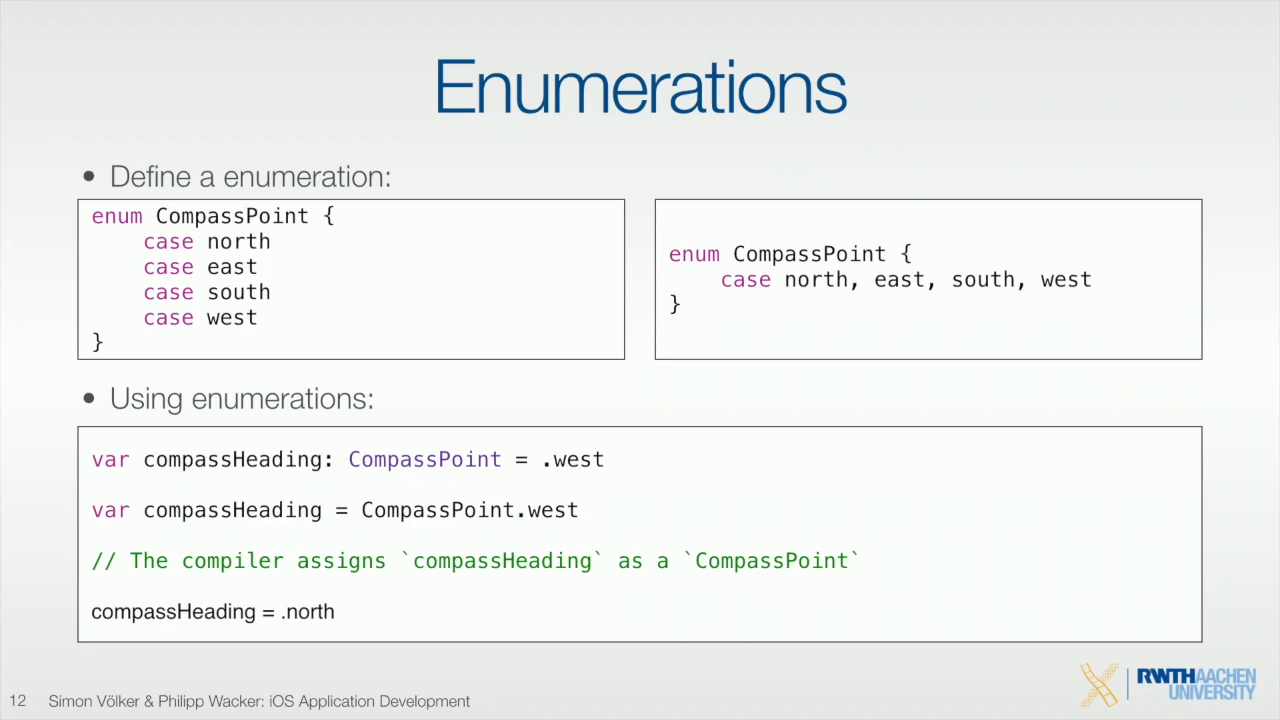 Enumerations
• Define a enumeration:
enum CompassPoint {
    case north
    case east
    case south
    case west
}
enum CompassPoint {
    case north, east, south, west
}
• Using enumerations:
var compassHeading: CompassPoint = .west
var compassHeading = CompassPoint.west
// The compiler assigns `compassHeading` as a `CompassPoint`
compassHeading = .north
12 Simon Völker & Philipp Wacker: iOS Application Development
RWTHAACHEN
UNIVERSITY